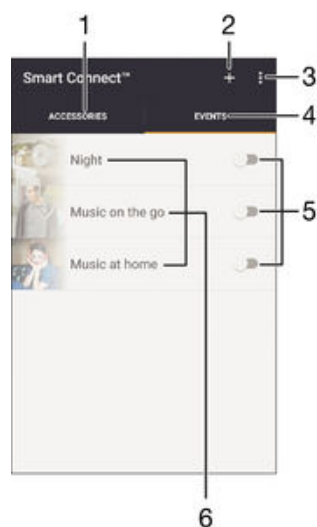 1
2
Smart Connect™
3
ACCESSORIES EVENTS 4
Night
Music on the go 5
Music at home
6